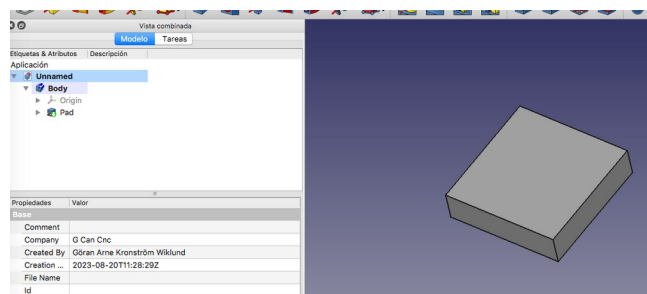 Vista combinada
Modelo Tareas
Etiquetas & Atributos Descripción
Aplicación
Unnamed
Body
Origin
Pad
Propiedades Valor
Base
Comment
Company G Can Cnc
Created By Göran Arne Kronström Wiklund
Creation ... 2023-08-20T11:28:29Z
File Name
Id